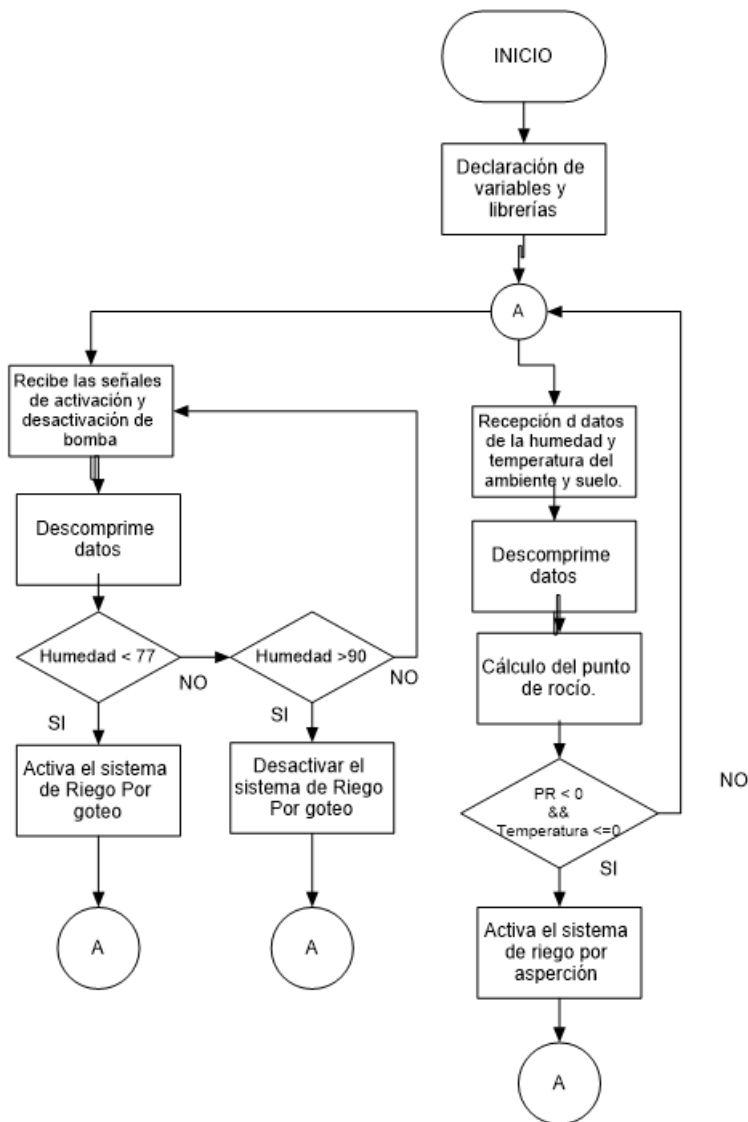 INICIO
Declaración de
variables y
librerías
A
Recibe las señales
de activación y
desactivación de
bomba
Descomprime
datos
Humedad < 77
NO
SI
Humedad >90
NO
SI
Activa el sistema
de Riego Por
goteo
Desactivar el
sistema de Riego
Por goteo
A
A
Recepción d datos
de la humedad y
temperatura del
ambiente y suelo.
Descomprime
datos
Cálculo del punto
de rocío.
PR < 0
&&
Temperatura <=0
NO
SI
Activa el sistema
de riego por
asperción
A